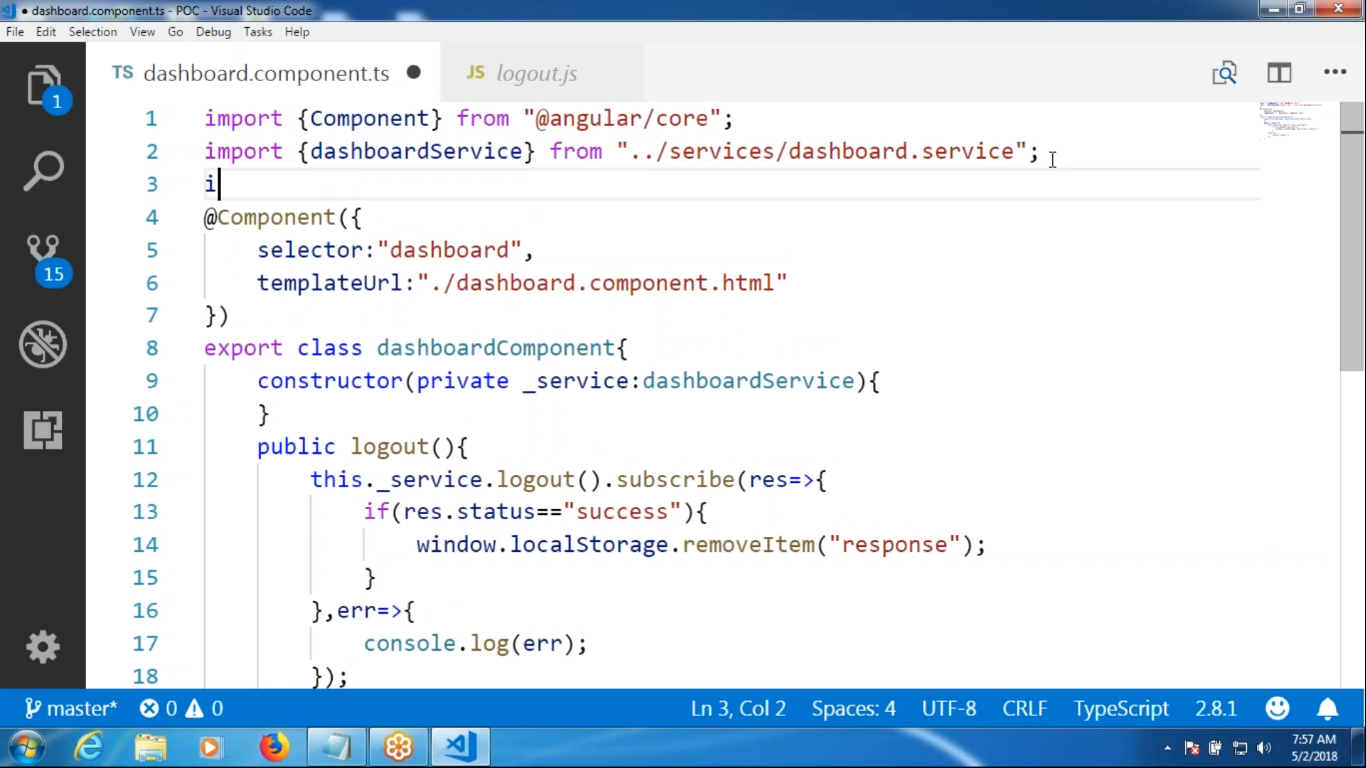 ● dashboard.component.ts - POC - Visual Studio Code
File Edit Selection View Go Debug Tasks Help
TS dashboard.component.ts ● JS logout.js
1
1 import {Component} from "@angular/core";
2 import {dashboardService} from "../services/dashboard.service";
3 i
4 @Component({
5 selector:"dashboard",
6 templateUrl:"./dashboard.component.html"
7 })
8 export class dashboardComponent{
9 constructor(private _service:dashboardService){
10 }
11 public logout(){
12 this._service.logout().subscribe(res=>{
13 if(res.status=="success"){
14 window.localStorage.removeItem("response");
15 }
16 },err=>{
17 console.log(err);
18 });
15
master* 0 0 Ln 3, Col 2 Spaces: 4 UTF-8 CRLF TypeScript 2.8.1
7:57 AM
5/2/2018